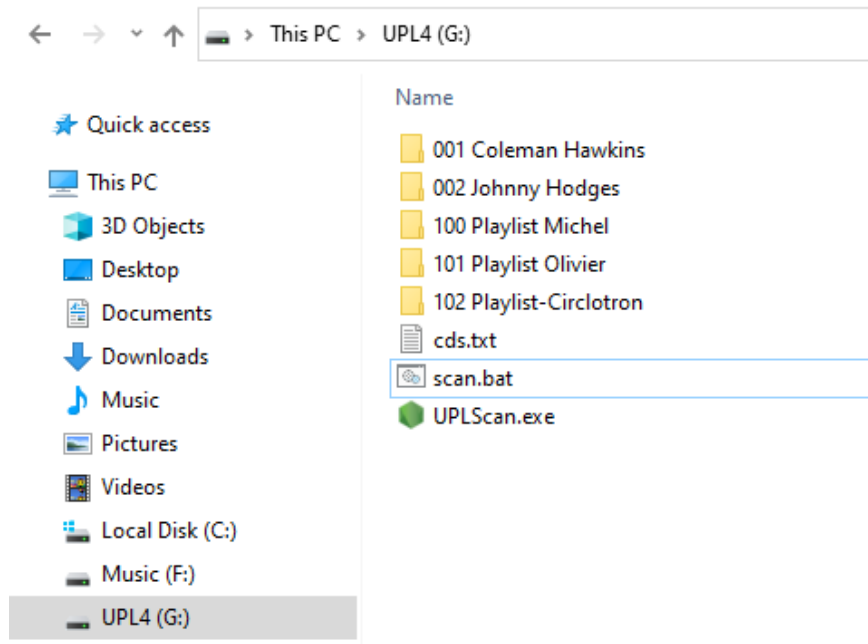 This PC > UPL4 (G:)
Name
Quick access
This PC
3D Objects
Desktop
Documents
Downloads
Music
Pictures
Videos
Local Disk (C:)
Music (F:)
UPL4 (G:)
001 Coleman Hawkins
002 Johnny Hodges
100 Playlist Michel
101 Playlist Olivier
102 Playlist-Circlotron
cds.txt
scan.bat
UPLScan.exe